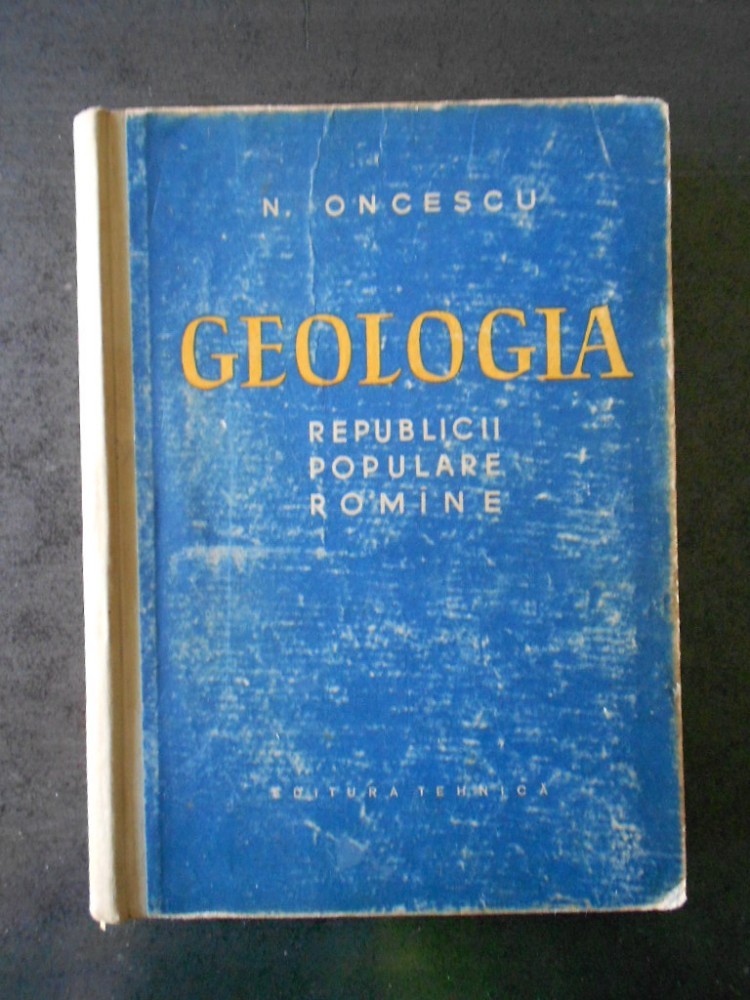 N. ONCESCU
GEOLOGIA
REPUBLICII
POPULARE
ROMÎNE
EDITURA TEHNICĂ